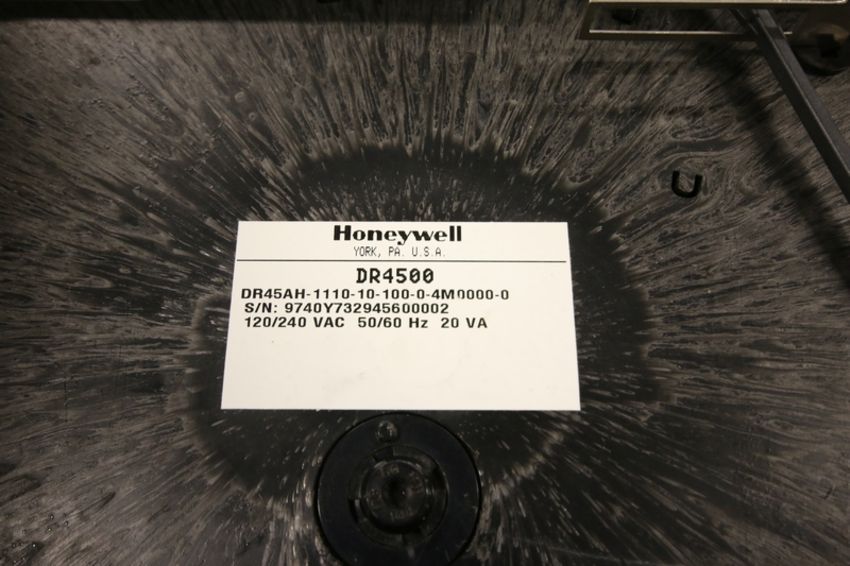 Honeywell
YORK, PA. U.S.A.
DR4500
DR45AH-1110-10-100-0-4M0000-0
S/N: 9740Y732945600002
120/240 VAC 50/60 Hz 20 VA